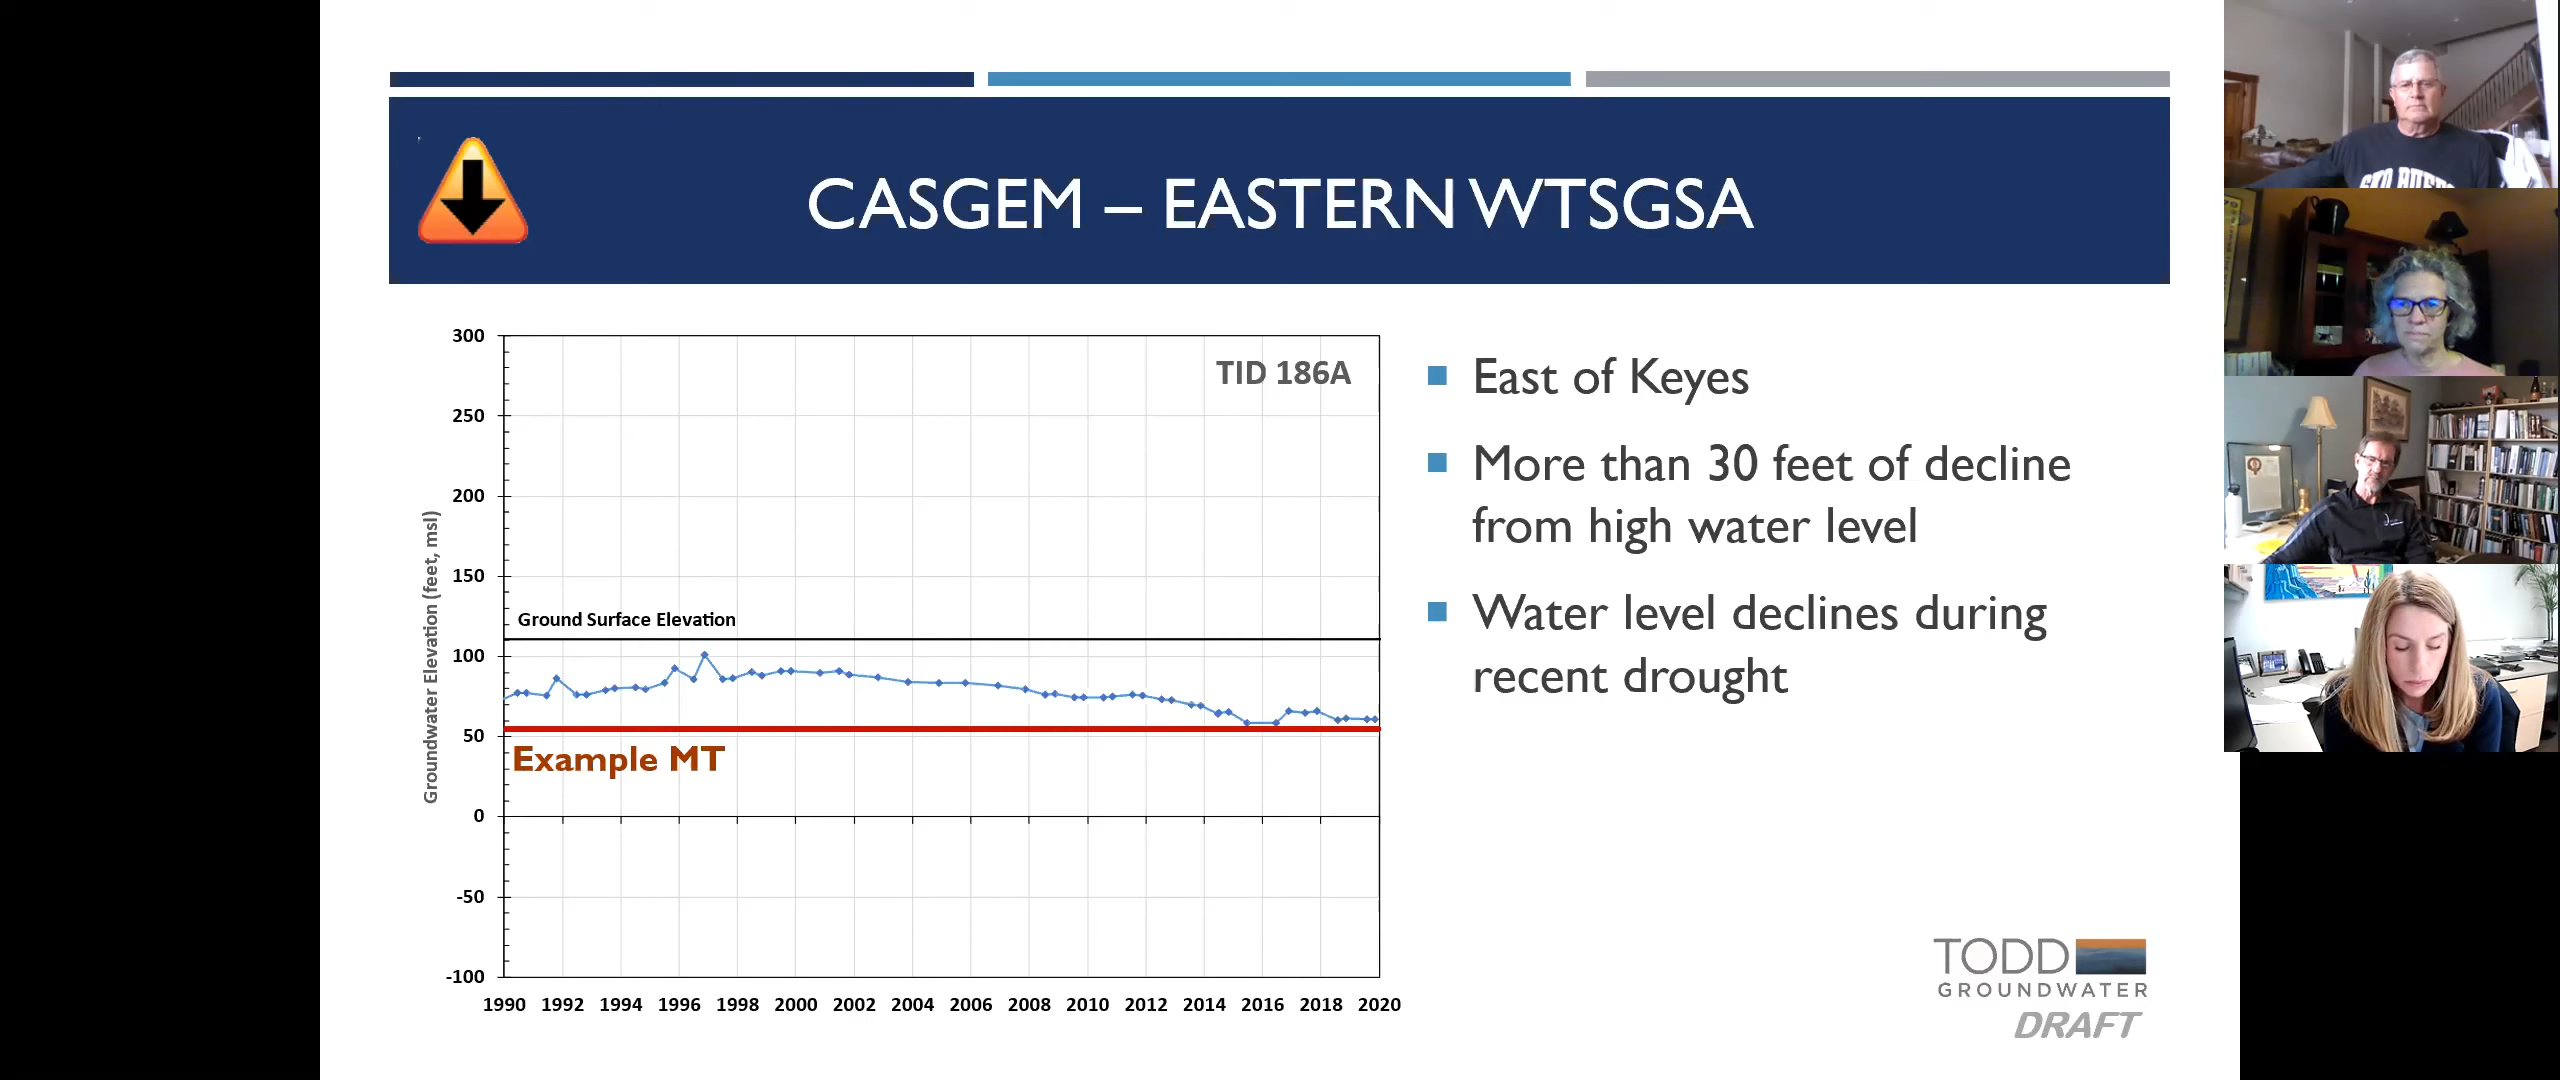 CASGEM – EASTERN WTSGSA
TID 186A
300
250
200
150
100
50
0
-50
-100
Groundwater Elevation (feet, msl)
Ground Surface Elevation
Example MT
1990 1992 1994 1996 1998 2000 2002 2004 2006 2008 2010 2012 2014 2016 2018 2020
East of Keyes
More than 30 feet of decline
from high water level
Water level declines during
recent drought
TODD
GROUNDWATER
DRAFT